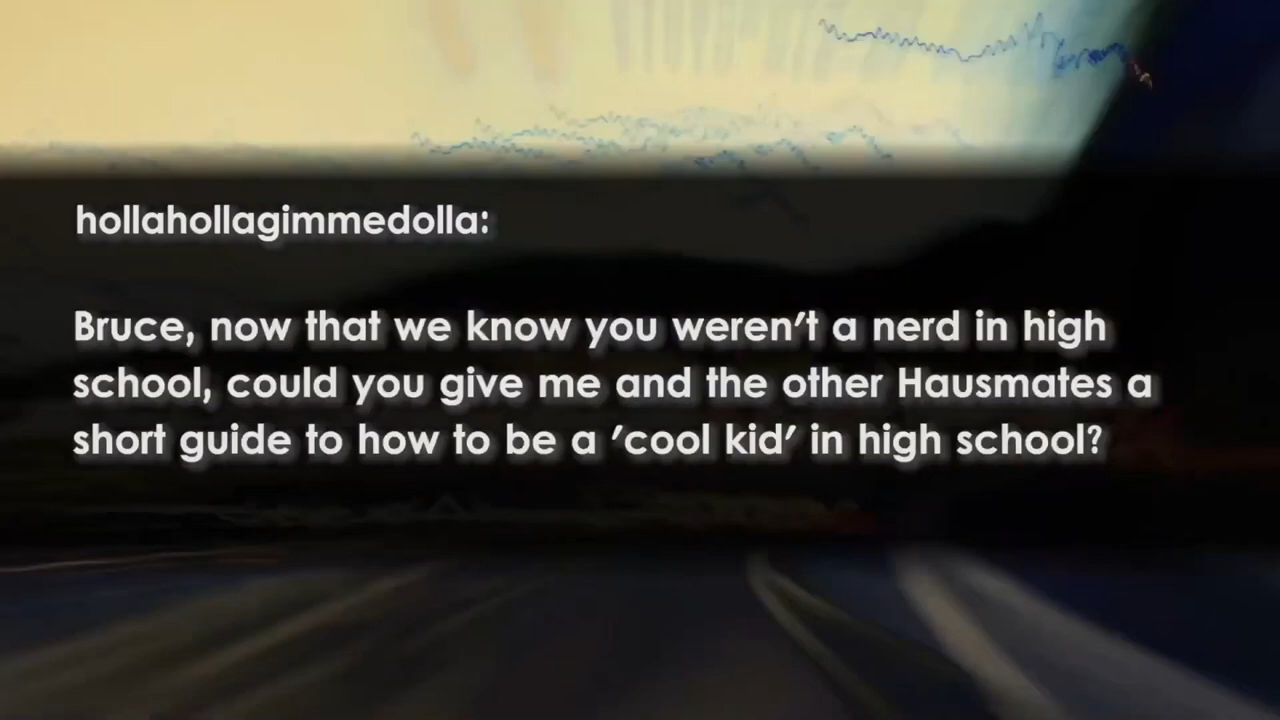 hollahollagimmedolla:
Bruce, now that we know you weren't a nerd in high
school, could you give me and the other Hausmates a
short guide to how to be a 'cool kid' in high school?